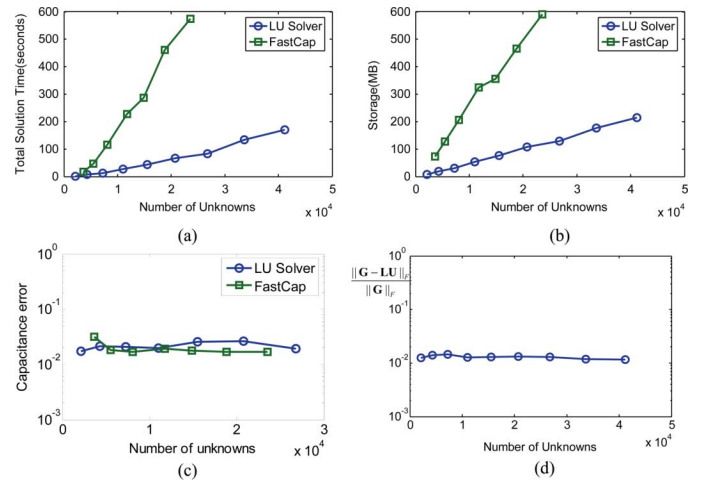 600
500
400
300
200
100
0
Total Solution Time(seconds)
LU Solver
FastCap
0 1 2 3 4 5
Number of Unknowns
x 10^4
(a)
600
500
400
300
200
100
0
Storage(MB)
LU Solver
FastCap
0 1 2 3 4 5
Number of Unknowns
x 10^4
(b)
10^0
10^-1
10^-2
10^-3
Capacitance error
LU Solver
FastCap
0 1 2 3
Number of unknowns
x 10^4
(c)
10^0
||G−LU||_F
||G||_F
10^-1
10^-2
10^-3
0 1 2 3 4 5
Number of Unknowns
x 10^4
(d)